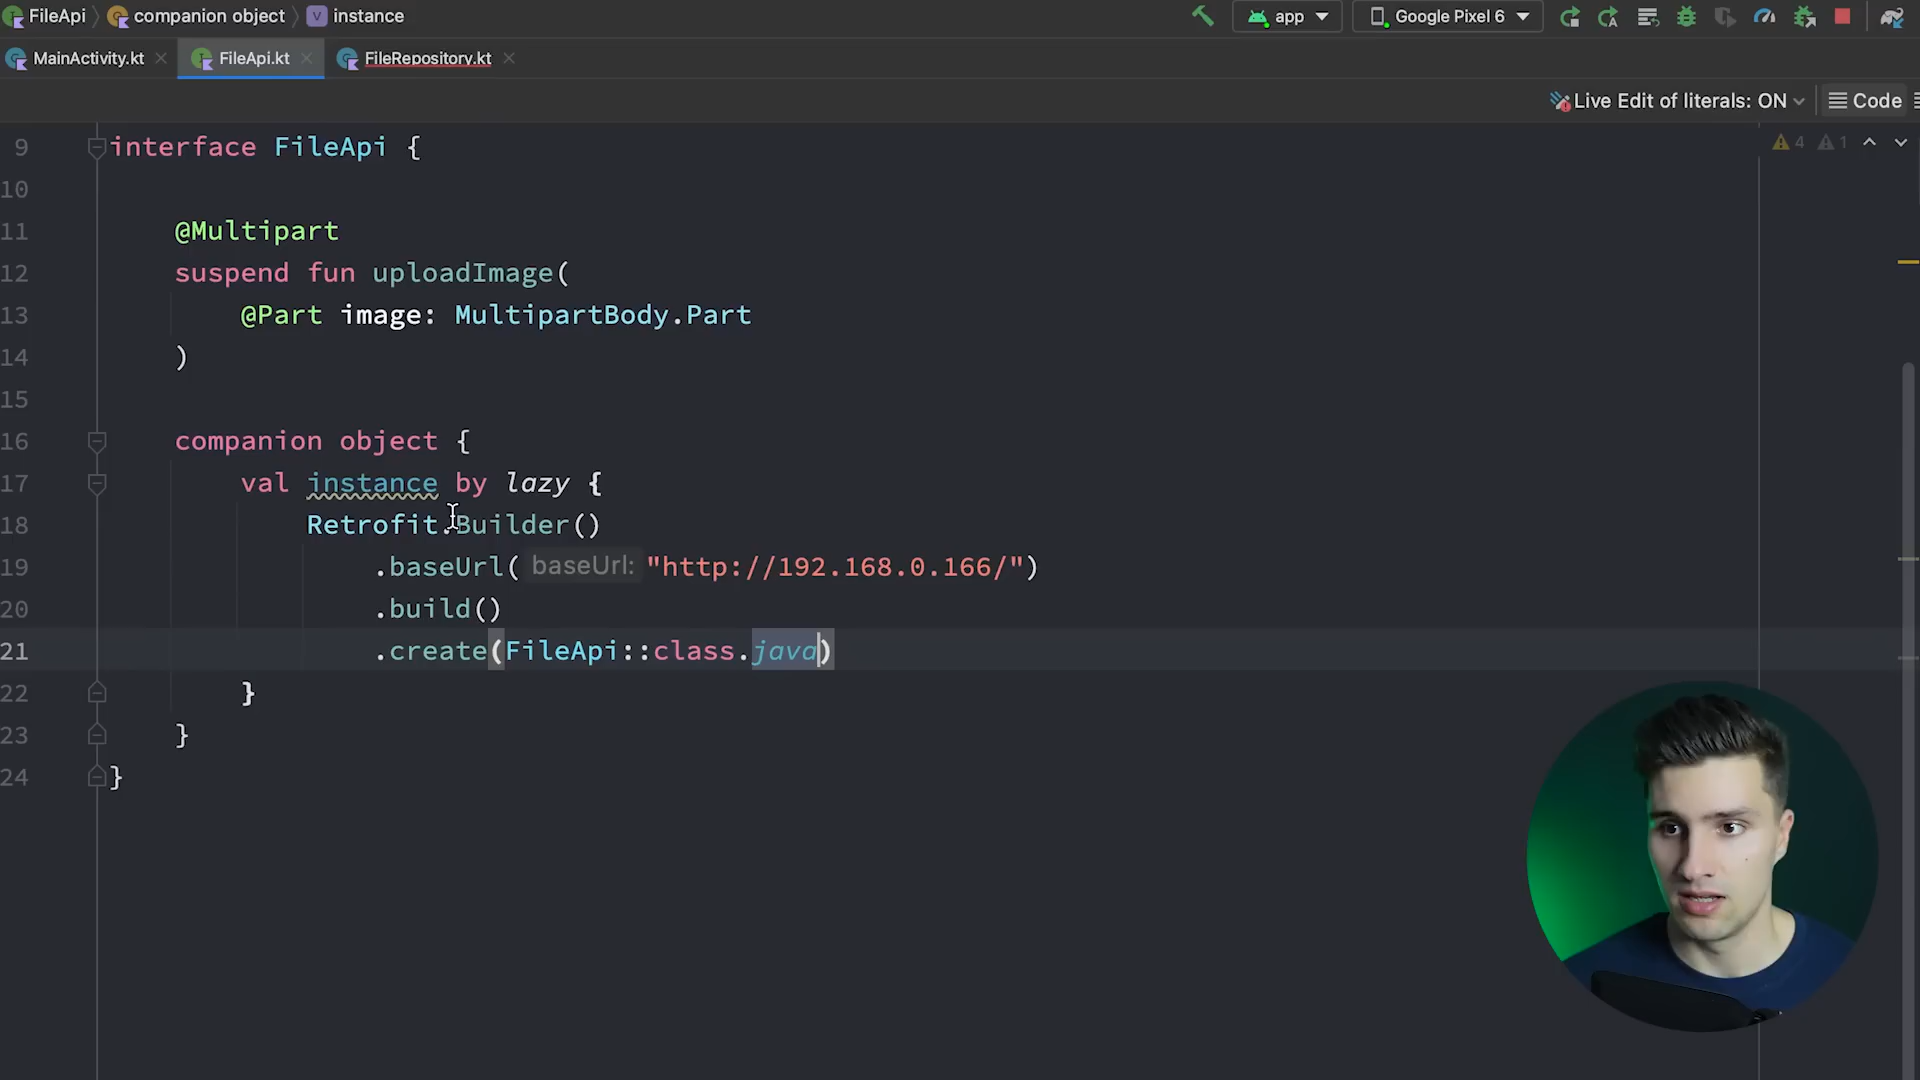 FileApi companion object instance app Google Pixel 6
MainActivity.kt FileApi.kt FileRepository.kt
Live Edit of literals: ON Code
9 interface FileApi { 4 1
10
11 @Multipart
12 suspend fun uploadImage(
13 @Part image: MultipartBody.Part
14 )
15
16 companion object {
17 val instance by lazy {
18 Retrofit.Builder()
19 .baseUrl( baseUrl: "http://192.168.0.166/")
20 .build()
21 .create(FileApi::class.java)
22 }
23 }
24 }